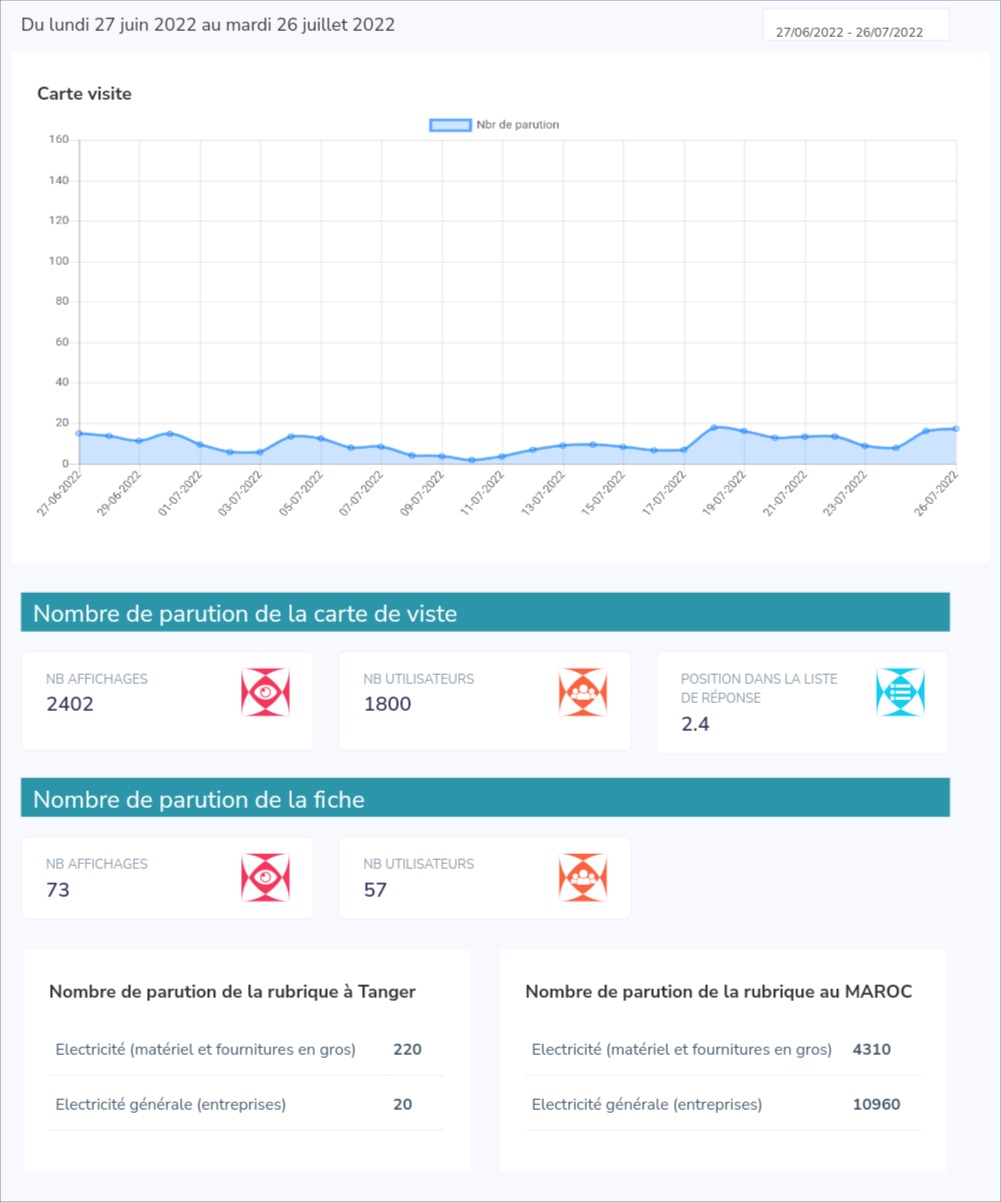 Du lundi 27 juin 2022 au mardi 26 juillet 2022
27/06/2022 - 26/07/2022
Carte visite
Nbr de parution
160
140
120
100
80
60
40
20
0
27-06-2022 29-06-2022 01-07-2022 03-07-2022 05-07-2022 07-07-2022 09-07-2022 11-07-2022 13-07-2022 15-07-2022 17-07-2022 19-07-2022 21-07-2022 23-07-2022 26-07-2022
Nombre de parution de la carte de viste
NB AFFICHAGES
2402
NB UTILISATEURS
1800
POSITION DANS LA LISTE
DE RÉPONSE
2.4
Nombre de parution de la fiche
NB AFFICHAGES
73
NB UTILISATEURS
57
Nombre de parution de la rubrique à Tanger
Electricité (matériel et fournitures en gros) 220
Electricité générale (entreprises) 20
Nombre de parution de la rubrique au MAROC
Electricité (matériel et fournitures en gros) 4310
Electricité générale (entreprises) 10960